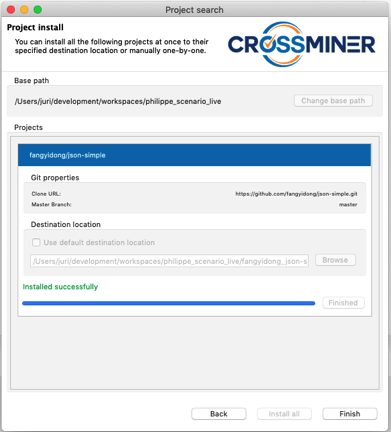 Project search
Project install
You can install all the following projects at once to their
specified destination location or manually one-by-one.
CROSSMINER
Base path
/Users/juri/development/workspaces/philippe_scenario_live
Change base path
Projects
fangyidong/json-simple
Git properties
Clone URL: https://github.com/fangyidong/json-simple.git
Master Branch: master
Destination location
Use default destination location
/Users/juri/development/workspaces/philippe_scenario_live/fangyidong_json-s
Browse
Installed successfully
Finished
Back
Install all
Finish